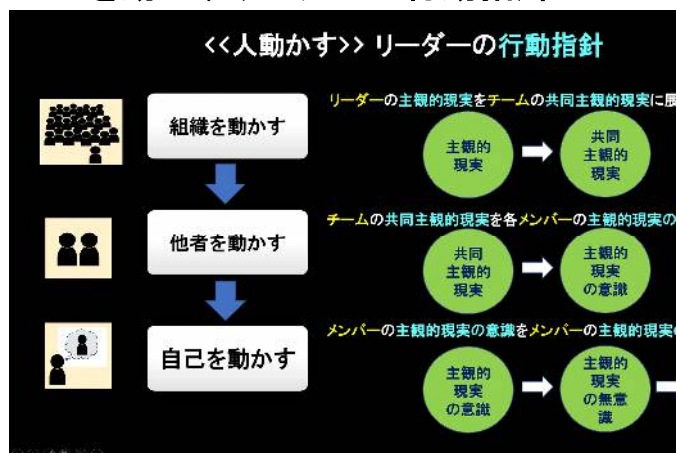 <<人動かす>> リーダーの行動指針
リーダーの主観的現実をチームの共同主観的現実に
組織を動かす
主観的
現実
共同
主観的
現実
チームの共同主観的現実を各メンバーの主観的現実の
他者を動かす
共同
主観的
現実
主観的
現実
の意識
メンバーの主観的現実の意識をメンバーの主観的現実
自己を動かす
主観的
現実
の意識
主観的
現実
の無意
識